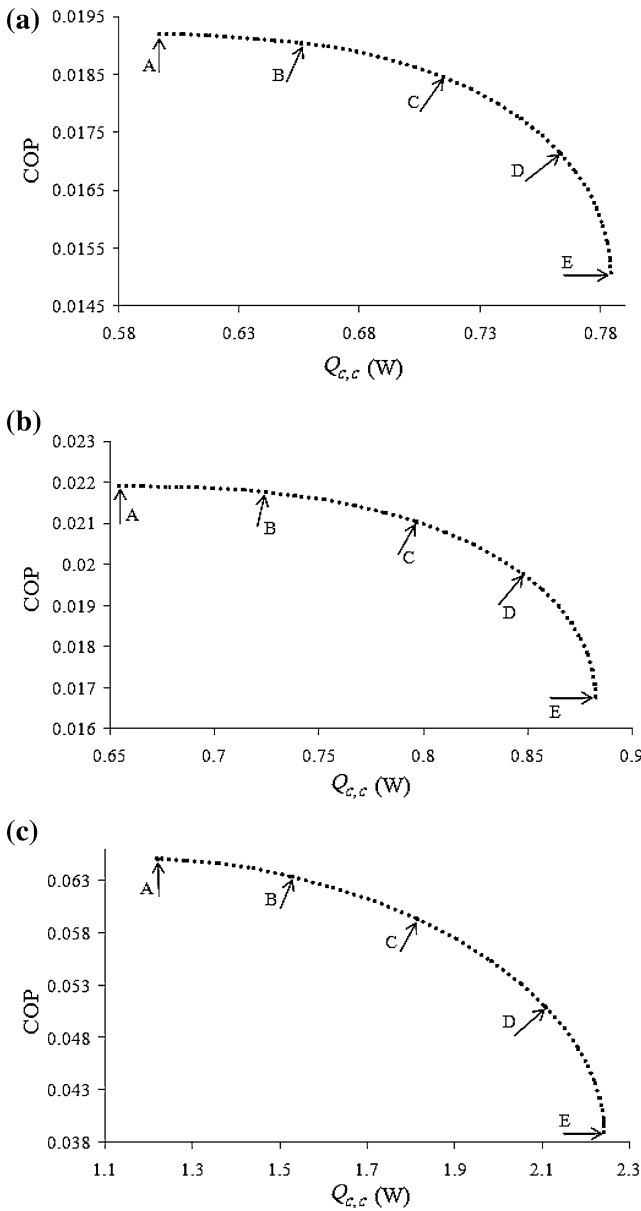 (a)
0.0195
0.0185
0.0175
0.0165
0.0155
0.0145
COP
A
B
C
D
E
0.58 0.63 0.68 0.73 0.78
Qc,c (W)
(b)
0.023
0.022
0.021
0.02
0.019
0.018
0.017
0.016
COP
A
B
C
D
E
0.65 0.7 0.75 0.8 0.85 0.9
Qc,c (W)
(c)
0.063
0.058
0.053
0.048
0.043
0.038
COP
A
B
C
D
E
1.1 1.3 1.5 1.7 1.9 2.1 2.3
Qc,c (W)